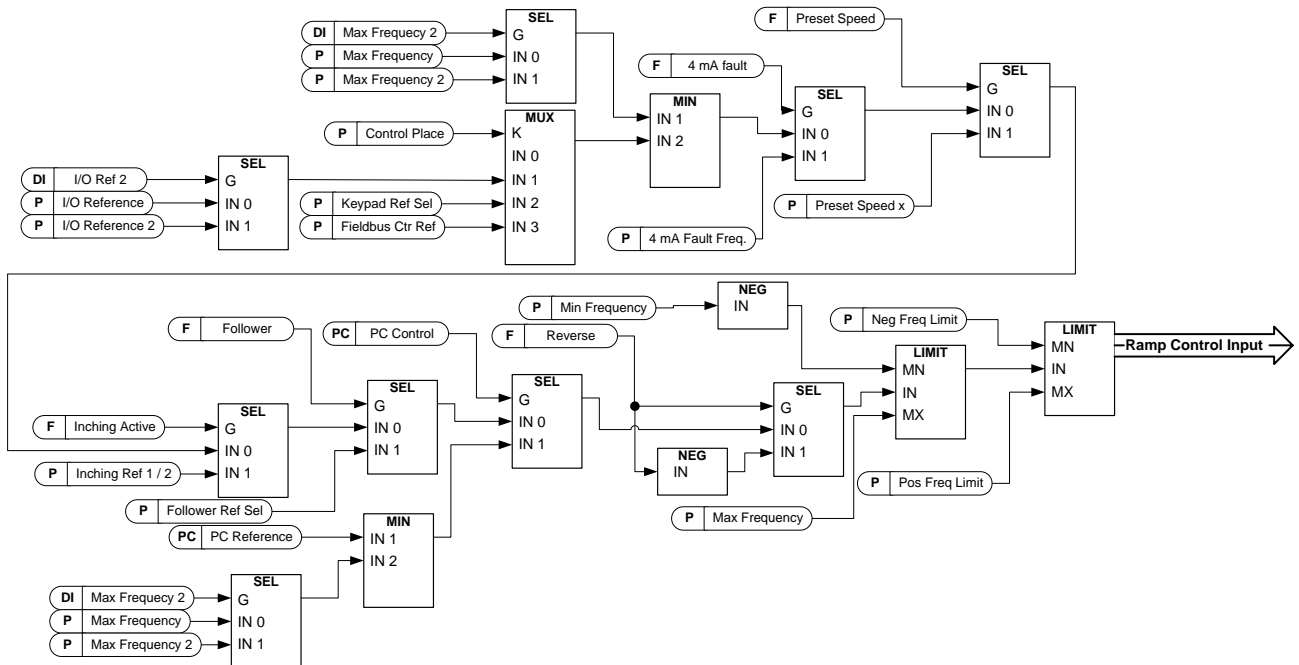 SEL
DI Max Frequecy 2
G
P Max Frequency
IN 0
P Max Frequency 2
IN 1
F Preset Speed
SEL
G
IN 0
IN 1
F 4 mA fault
SEL
G
IN 0
IN 1
MIN
IN 1
IN 2
MUX
P Control Place
K
IN 0
IN 1
P Keypad Ref Sel
IN 2
P Fieldbus Ctr Ref
IN 3
SEL
DI I/O Ref 2
G
P I/O Reference
IN 0
P I/O Reference 2
IN 1
P Preset Speed x
P 4 mA Fault Freq.
NEG
P Min Frequency
IN
F Follower
PC PC Control
F Reverse
P Neg Freq Limit
LIMIT
MN
IN
MX
Ramp Control Input
LIMIT
MN
IN
MX
SEL
G
IN 0
IN 1
SEL
G
IN 0
IN 1
SEL
G
IN 0
IN 1
SEL
F Inching Active
G
IN 0
P Inching Ref 1 / 2
IN 1
NEG
IN
P Pos Freq Limit
P Follower Ref Sel
P Max Frequency
MIN
PC PC Reference
IN 1
IN 2
SEL
DI Max Frequecy 2
G
P Max Frequency
IN 0
P Max Frequency 2
IN 1